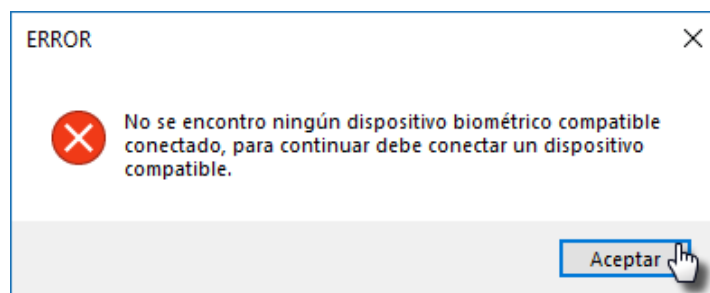 ERROR
No se encontro ningún dispositivo biométrico compatible
conectado, para continuar debe conectar un dispositivo
compatible.
Aceptar